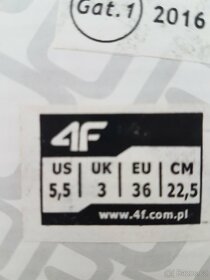 Gat.1 2016
4F
US UK EU CM
5,5 3 36 22,5
www.4f.com.pl